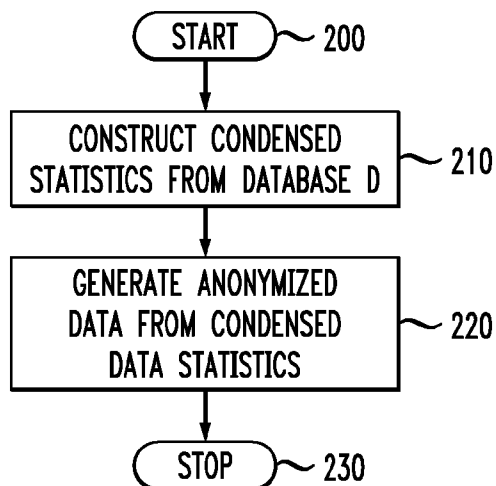 START 200
CONSTRUCT CONDENSED
STATISTICS FROM DATABASE D 210
GENERATE ANONYMIZED
DATA FROM CONDENSED 220
DATA STATISTICS
STOP 230